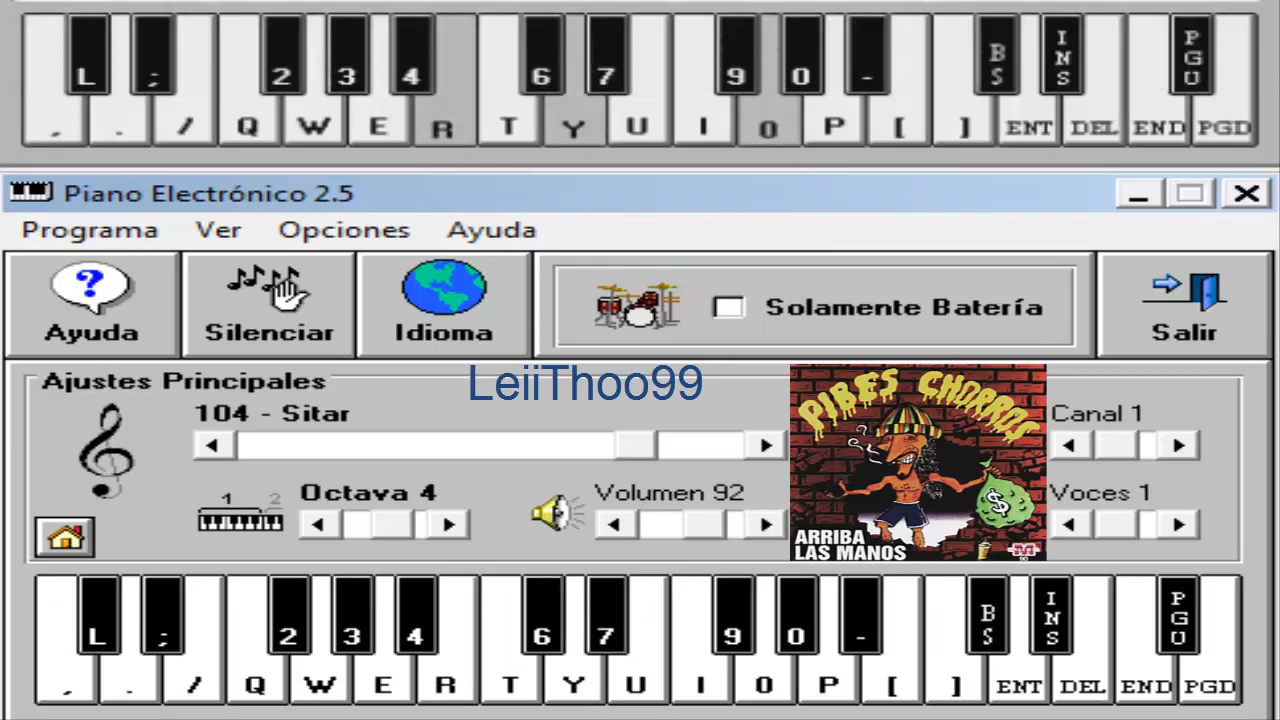 L ; 2 3 4 6 7 9 0 - BS INS PGU
, . / Q W E R T Y U I O P [ ] ENT DEL END PGD
Piano Electrónico 2.5
Programa Ver Opciones Ayuda
Ayuda Silenciar Idioma Solamente Batería Salir
Ajustes Principales LeiiThoo99
PIBES CHORROS
104 - Sitar Canal 1
1 2 Octava 4 Volumen 92 Voces 1
$
ARRIBA
LAS MANOS
L ; 2 3 4 6 7 9 0 - BS INS PGU
, . / Q W E R T Y U I O P [ ] ENT DEL END PGD